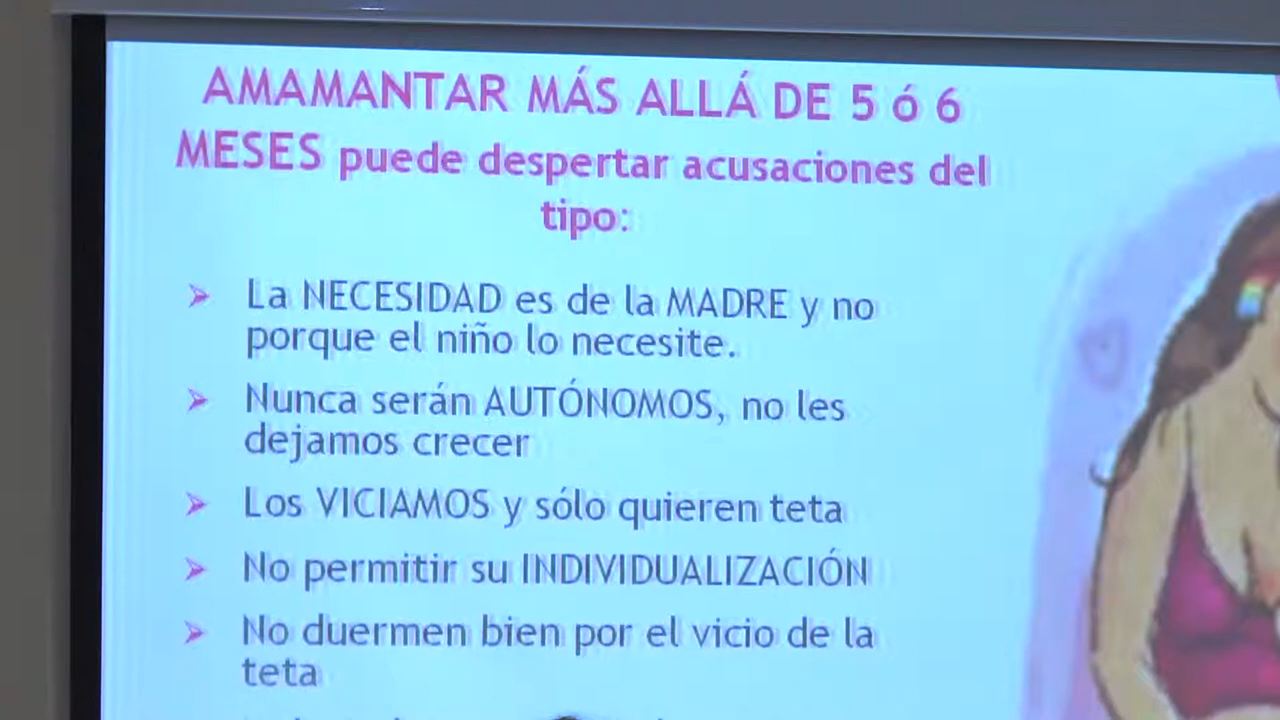 AMAMANTAR MÁS ALLÁ DE 5 ó 6
MESES puede despertar acusaciones del
tipo:
La NECESIDAD es de la MADRE y no
porque el niño lo necesite.
Nunca serán AUTÓNOMOS, no les
dejamos crecer
Los VICIAMOS y sólo quieren teta
No permitir su INDIVIDUALIZACIÓN
No duermen bien por el vicio de la
teta